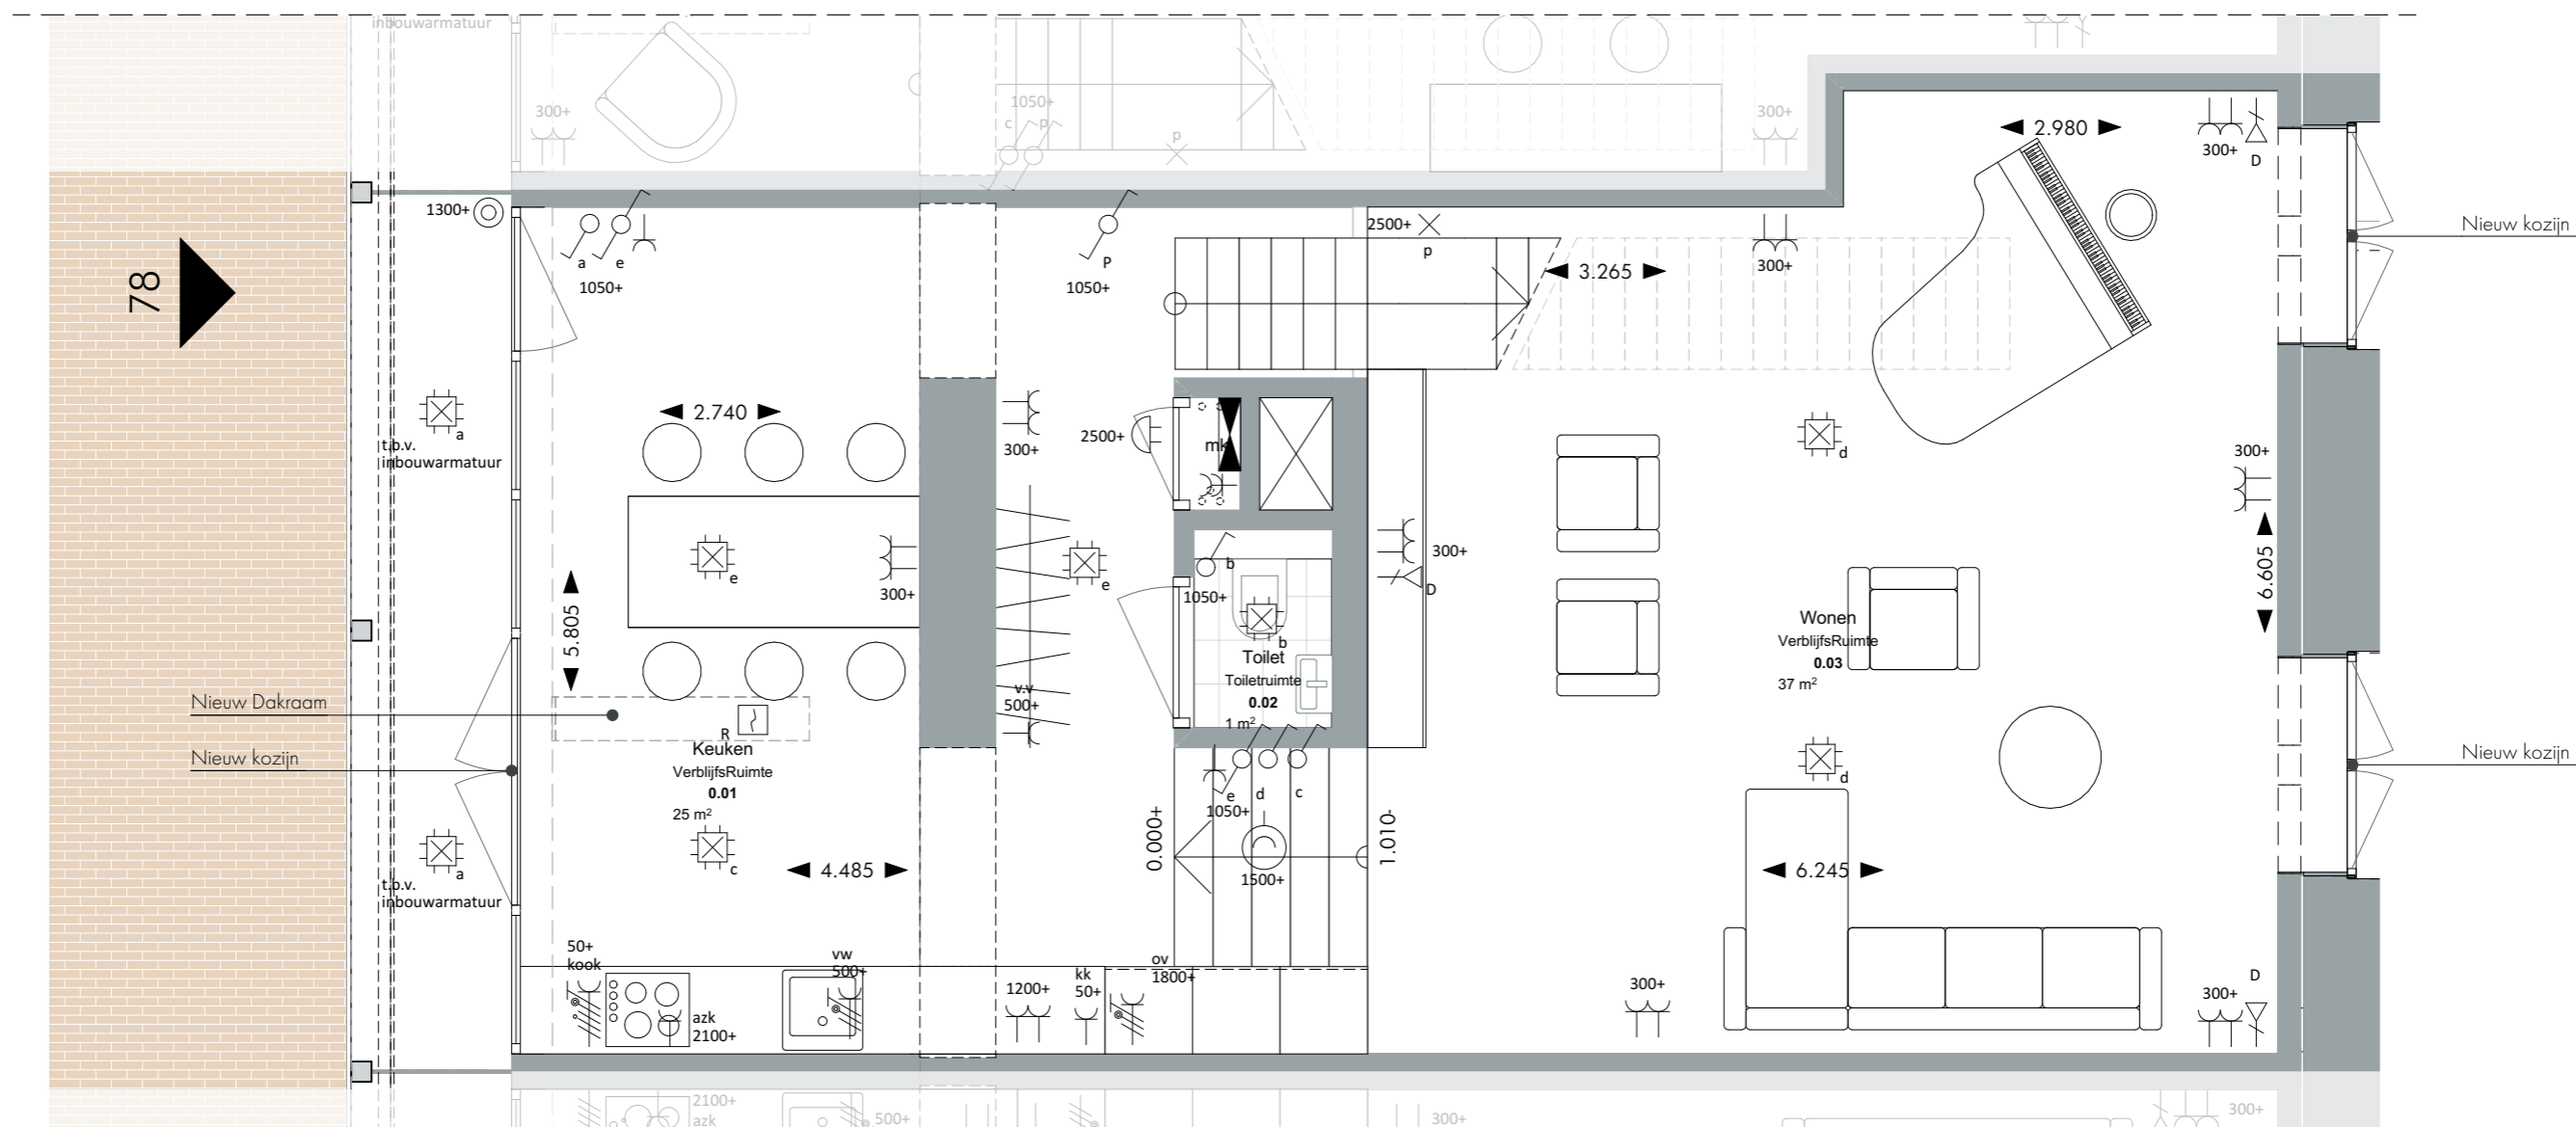 inbouwarmatuur
300+
1050+
c
p
p
300+
2.980
300+
D
1300+
a
e
1050+
P
1050+
2500+
p
3.265
300+
Nieuw kozijn
78
2.740
a
t.b.v.
inbouwarmatuur
300+
2500+
mk
d
300+
e
300+
e
b
1050+
b
300+
D
5.805
6.605
Toilet
Toiletruimte
0.02
1 m²
Wonen
VerblijfsRuimte
0.03
37 m²
Nieuw Dakraam
v.v
500+
R
Keuken
VerblijfsRuimte
0.01
25 m²
Nieuw kozijn
Nieuw kozijn
d
e
d
c
1050+
0.000+
1.010-
1500+
a
t.b.v.
inbouwarmatuur
c
4.485
6.245
50+
kook
vw
500+
azk
2100+
1200+
kk
50+
ov
1800+
300+
300+
D
2100+
azk
500+
300+
300+